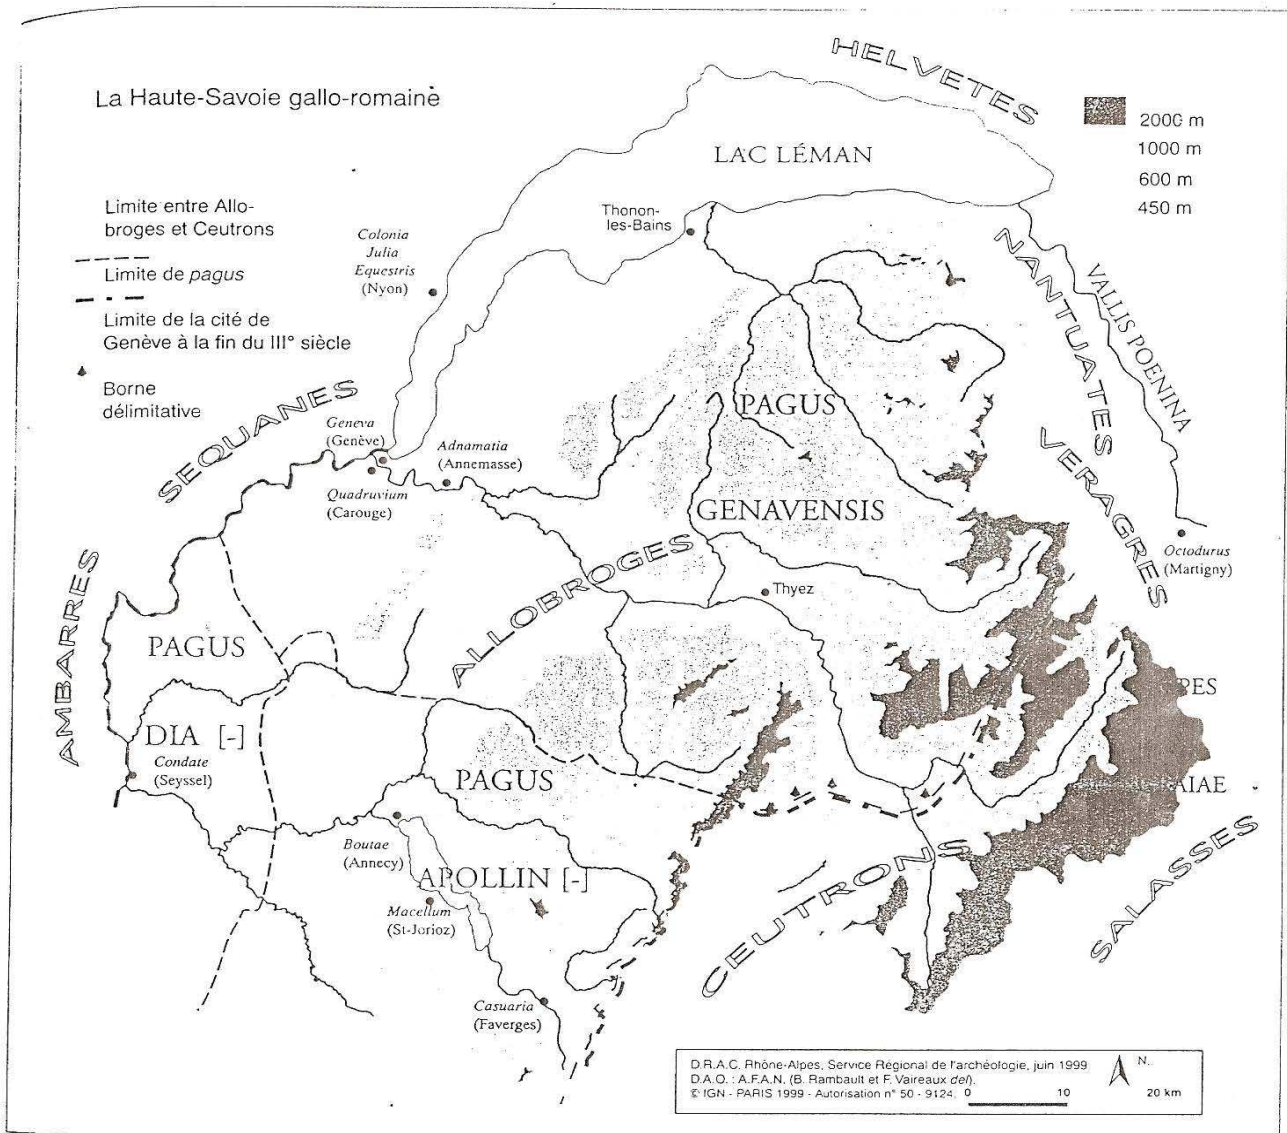 La Haute-Savoie gallo-romaine
HELVETES
2000 m
1000 m
600 m
450 m
LAC LÉMAN
Limite entre Allo-
broges et Ceutrons
Limite de pagus
Limite de la cité de
Genève à la fin du III° siècle
Borne
délimitative
Colonia
Julia
Equestris
(Nyon)
Thonon-
les-Bains
NANTUATES
VALLIS POENINA
SEQUANES
Geneva
(Genève)
Adnamatia
(Annemasse)
Quadruvium
(Carouge)
PAGUS
GENAVENSIS
VERAGRES
Octodurus
(Martigny)
ALLOBROGES
Thyez
AMBARRES
PAGUS
DIA [-]
Condate
(Seyssel)
PAGUS
APOLLIN [-]
Boutae
(Annecy)
Macellum
(St-Jorioz)
Casuaria
(Faverges)
CEUTRONS
SALASSES
PES
AIAE
D.R.A.C. Rhône-Alpes, Service Régional de l'archéologie, juin 1999
D.A.O. : A.F.A.N. (B. Rambault et F. Vaireaux del).
© IGN - PARIS 1999 - Autorisation n° 50 - 9124.
N.
0 10 20 km